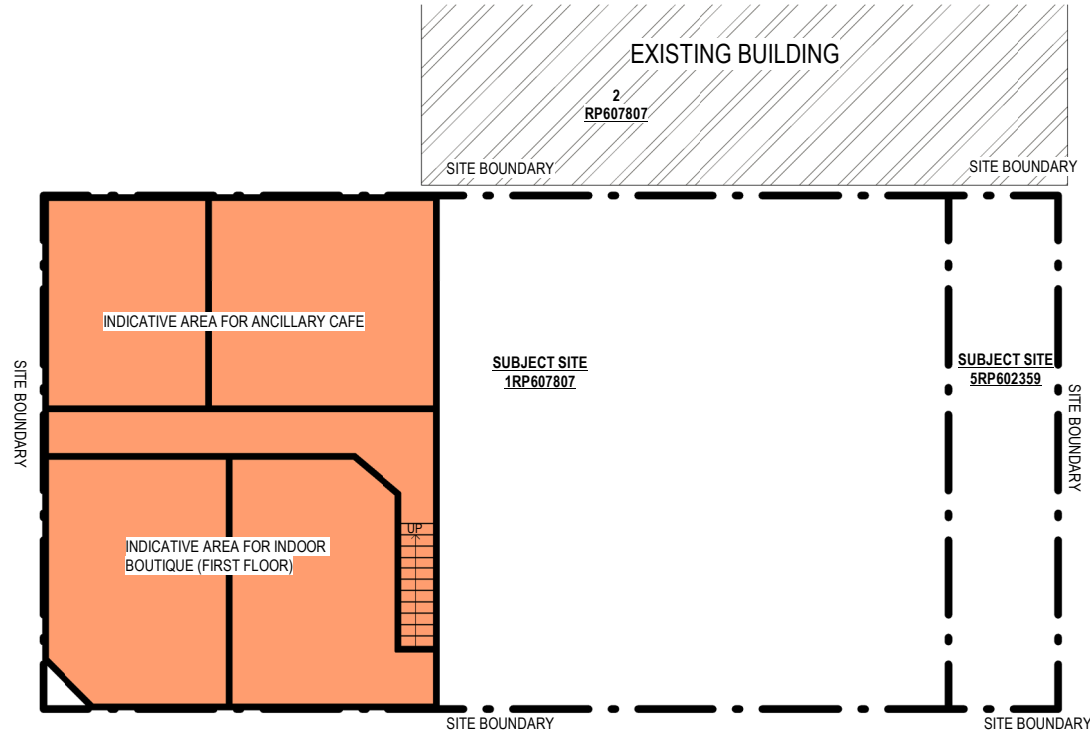 EXISTING BUILDING
2
RP607807
SITE BOUNDARY
SITE BOUNDARY
INDICATIVE AREA FOR ANCILLARY CAFE
SUBJECT SITE
1RP607807
SUBJECT SITE
5RP602359
SITE BOUNDARY
SITE BOUNDARY
UP
INDICATIVE AREA FOR INDOOR
BOUTIQUE (FIRST FLOOR)
SITE BOUNDARY
SITE BOUNDARY